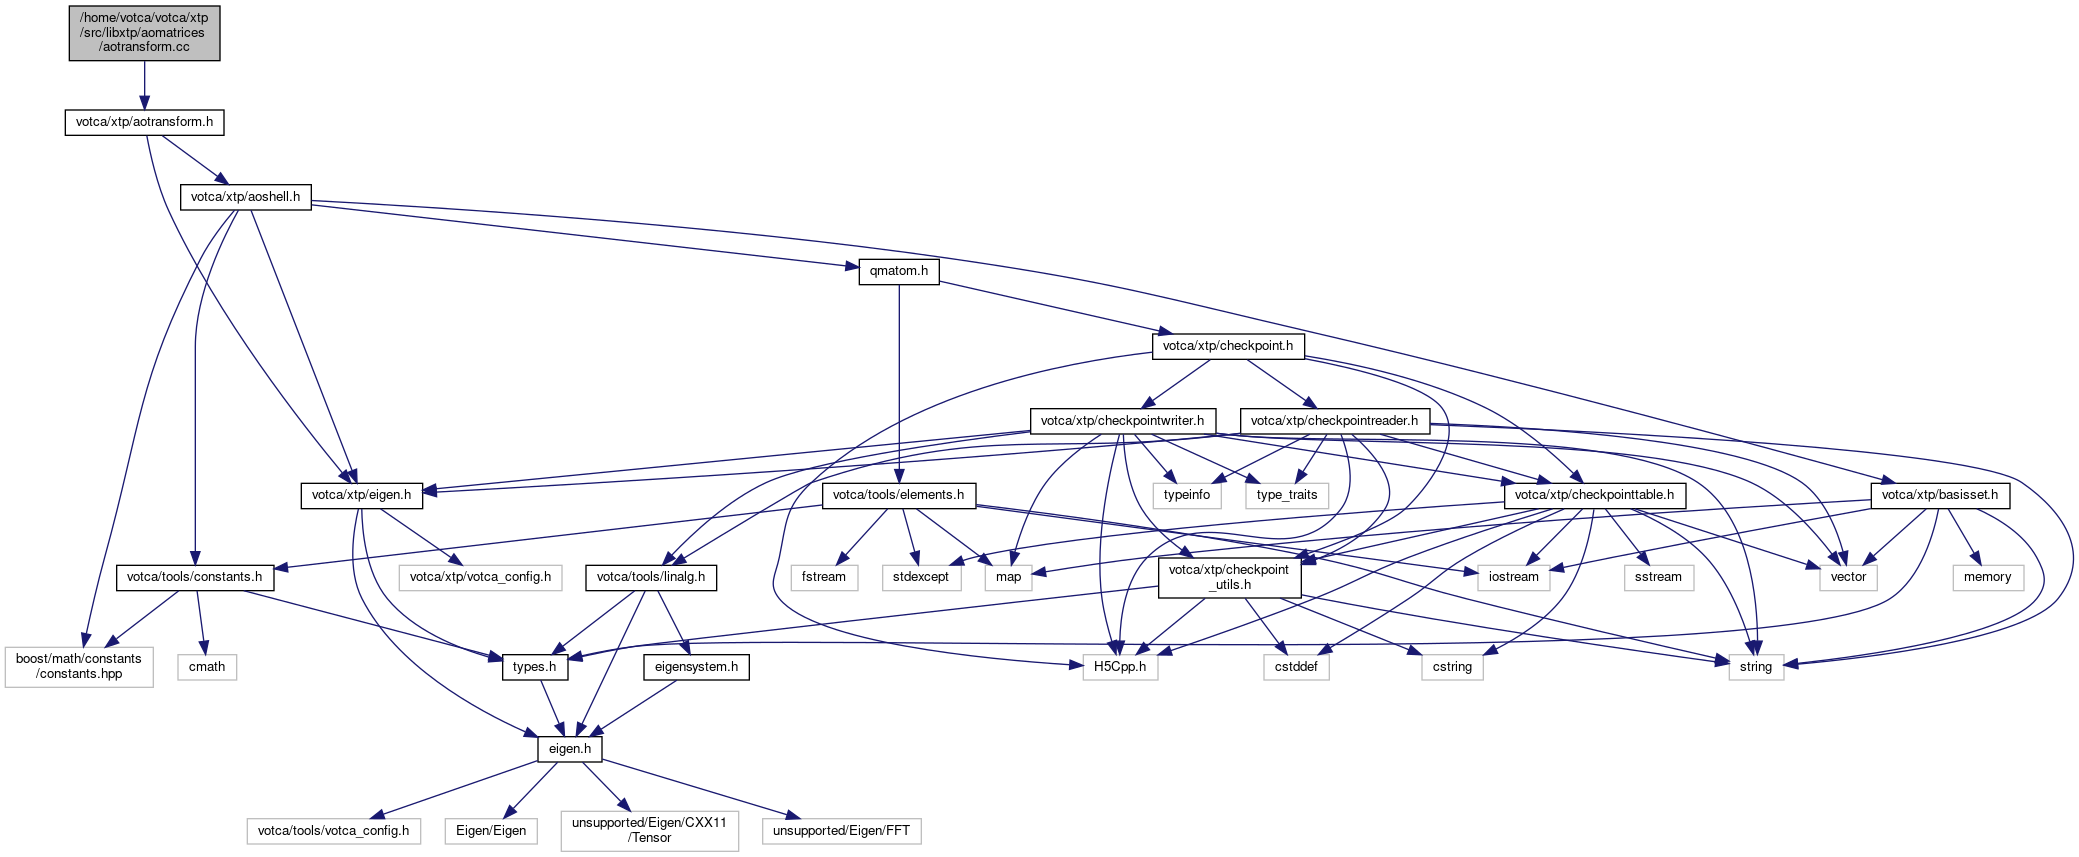 /home/votca/votca/xtp
/src/libxtp/aomatrices
/aotransform.cc
votca/xtp/aotransform.h
votca/xtp/aoshell.h
qmatom.h
votca/xtp/checkpoint.h
votca/xtp/checkpointwriter.h
votca/xtp/checkpointreader.h
votca/xtp/eigen.h
votca/tools/elements.h
typeinfo
type_traits
votca/xtp/checkpointtable.h
votca/xtp/basisset.h
votca/tools/constants.h
votca/xtp/votca_config.h
votca/tools/linalg.h
fstream
stdexcept
map
votca/xtp/checkpoint
_utils.h
iostream
sstream
vector
memory
boost/math/constants
/constants.hpp
cmath
types.h
eigensystem.h
H5Cpp.h
cstddef
cstring
string
eigen.h
votca/tools/votca_config.h
Eigen/Eigen
unsupported/Eigen/CXX11
/Tensor
unsupported/Eigen/FFT